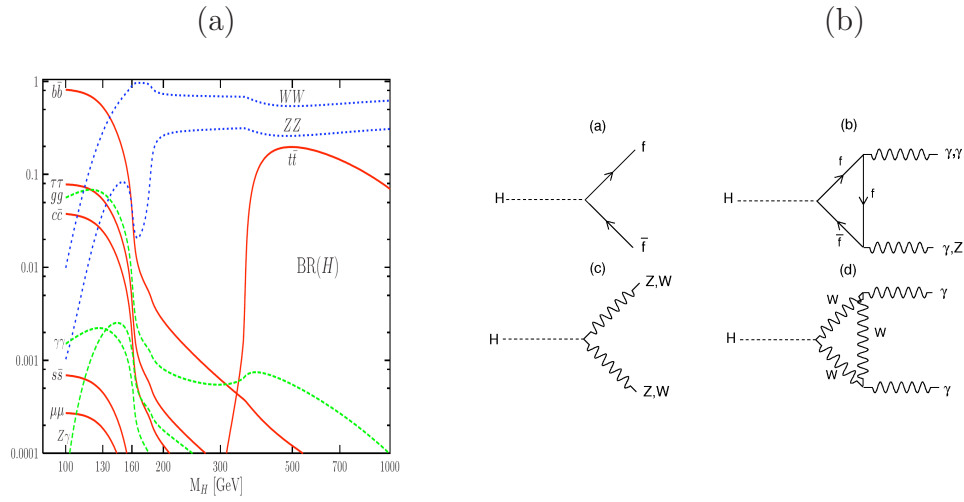 (a)
(b)
1
0.1
0.01
0.001
0.0001
bb̄
ττ
gg
cc̄
γγ
ss̄
μμ
Zγ
WW
ZZ
tt̄
BR(H)
100 130 160 200 300 400 500 700 1000
M_H [GeV]
(a)
H
f
f̄
(b)
H
f
f
f̄
γ,γ
γ,Z
(c)
H
Z,W
Z,W
(d)
H
W
W
W
γ
γ